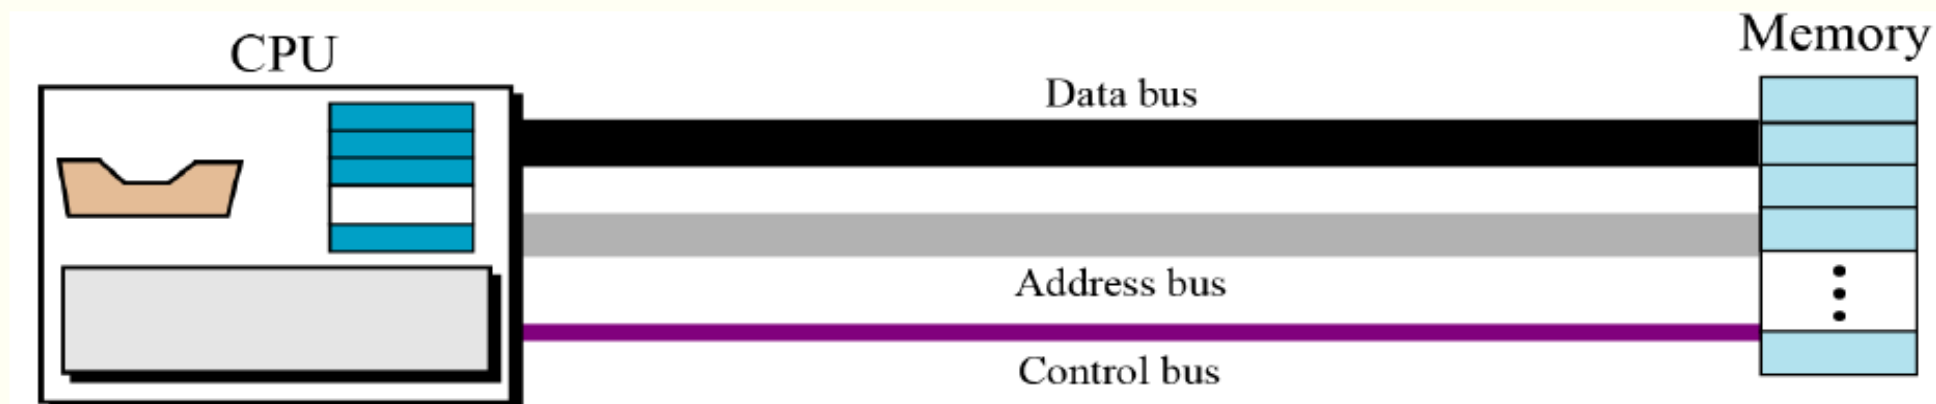 CPU
Memory
Data bus
Address bus
Control bus